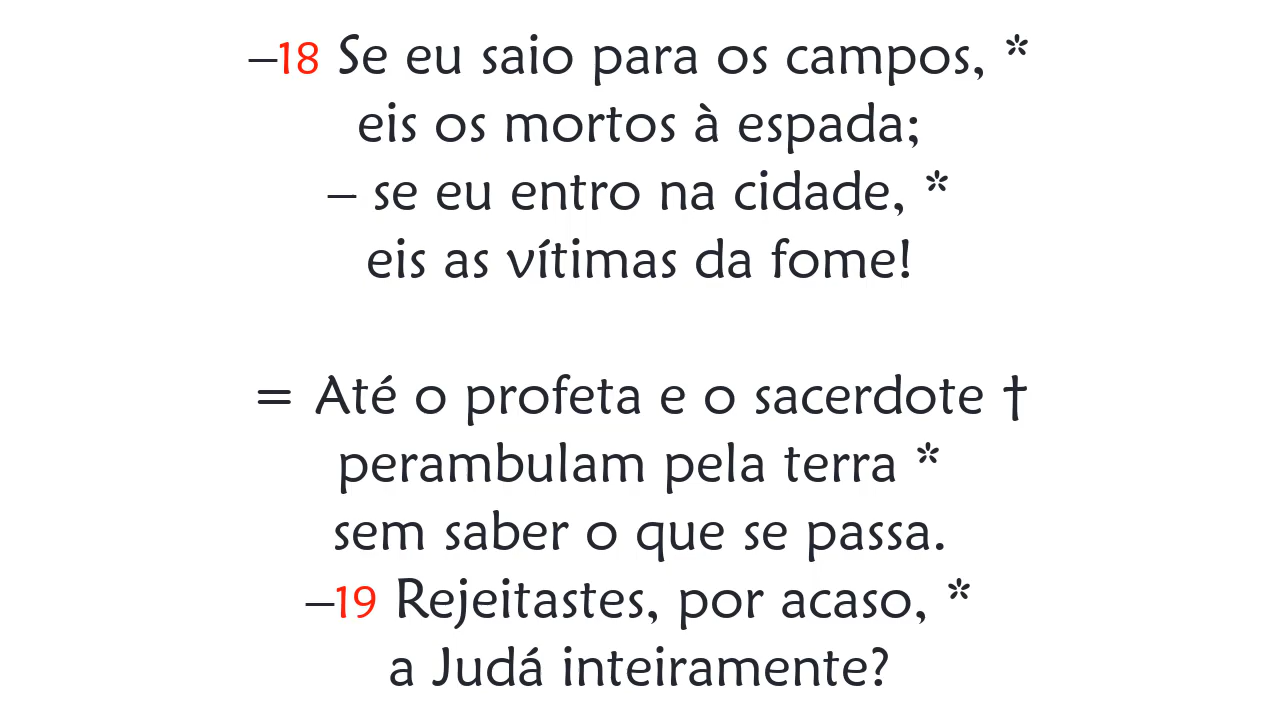 –18 Se eu saio para os campos, *
eis os mortos à espada;
– se eu entro na cidade, *
eis as vítimas da fome!
= Até o profeta e o sacerdote †
perambulam pela terra *
sem saber o que se passa.
–19 Rejeitastes, por acaso, *
a Judá inteiramente?